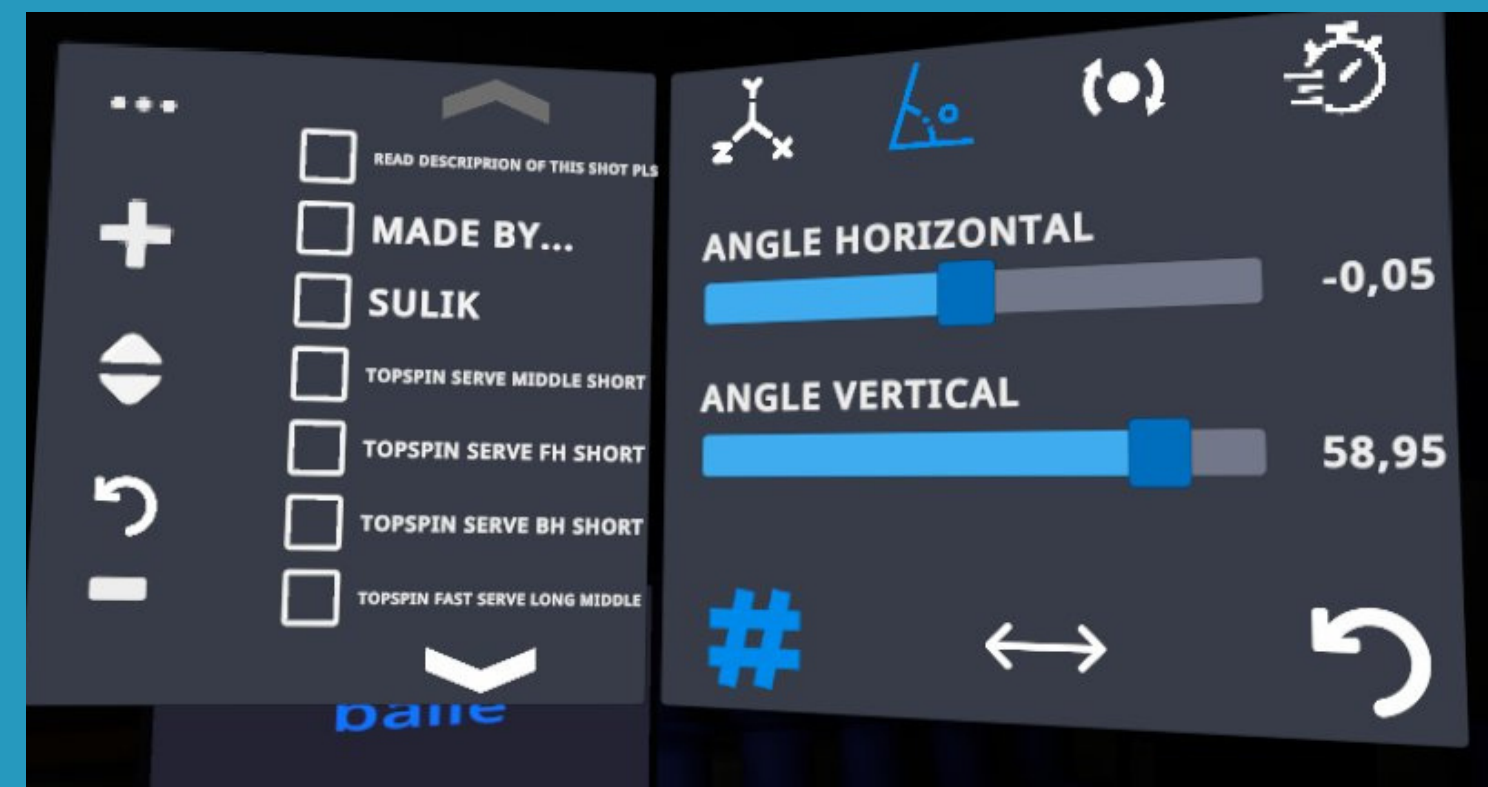 READ DESCRIPRION OF THIS SHOT PLS
MADE BY...
SULIK
TOPSPIN SERVE MIDDLE SHORT
TOPSPIN SERVE FH SHORT
TOPSPIN SERVE BH SHORT
TOPSPIN FAST SERVE LONG MIDDLE
balle
Y
Z X
ANGLE HORIZONTAL
-0,05
ANGLE VERTICAL
58,95
#